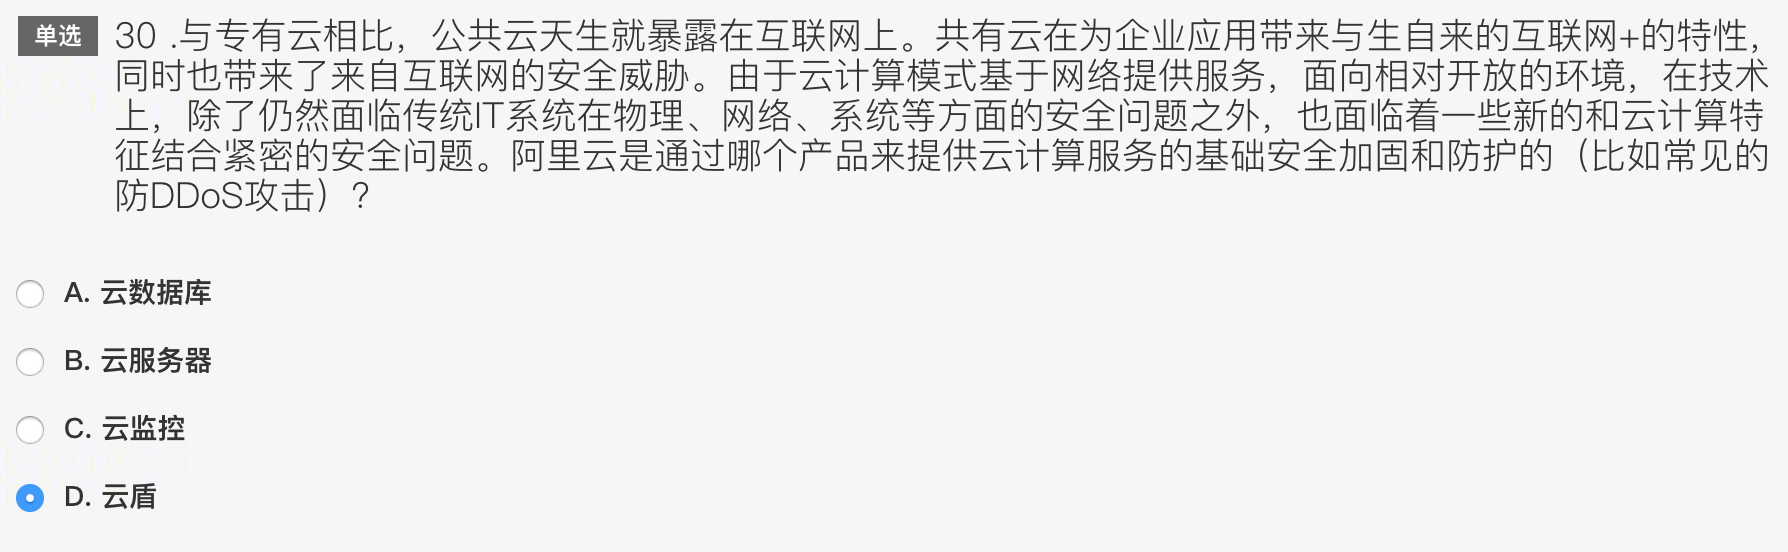 单选
30 .与专有云相比，公共云天生就暴露在互联网上。共有云在为企业应用带来与生自来的互联网+的特性，
同时也带来了来自互联网的安全威胁。由于云计算模式基于网络提供服务，面向相对开放的环境，在技术
上，除了仍然面临传统IT系统在物理、网络、系统等方面的安全问题之外，也面临着一些新的和云计算特
征结合紧密的安全问题。阿里云是通过哪个产品来提供云计算服务的基础安全加固和防护的（比如常见的
防DDoS攻击）？
A. 云数据库
B. 云服务器
C. 云监控
D. 云盾